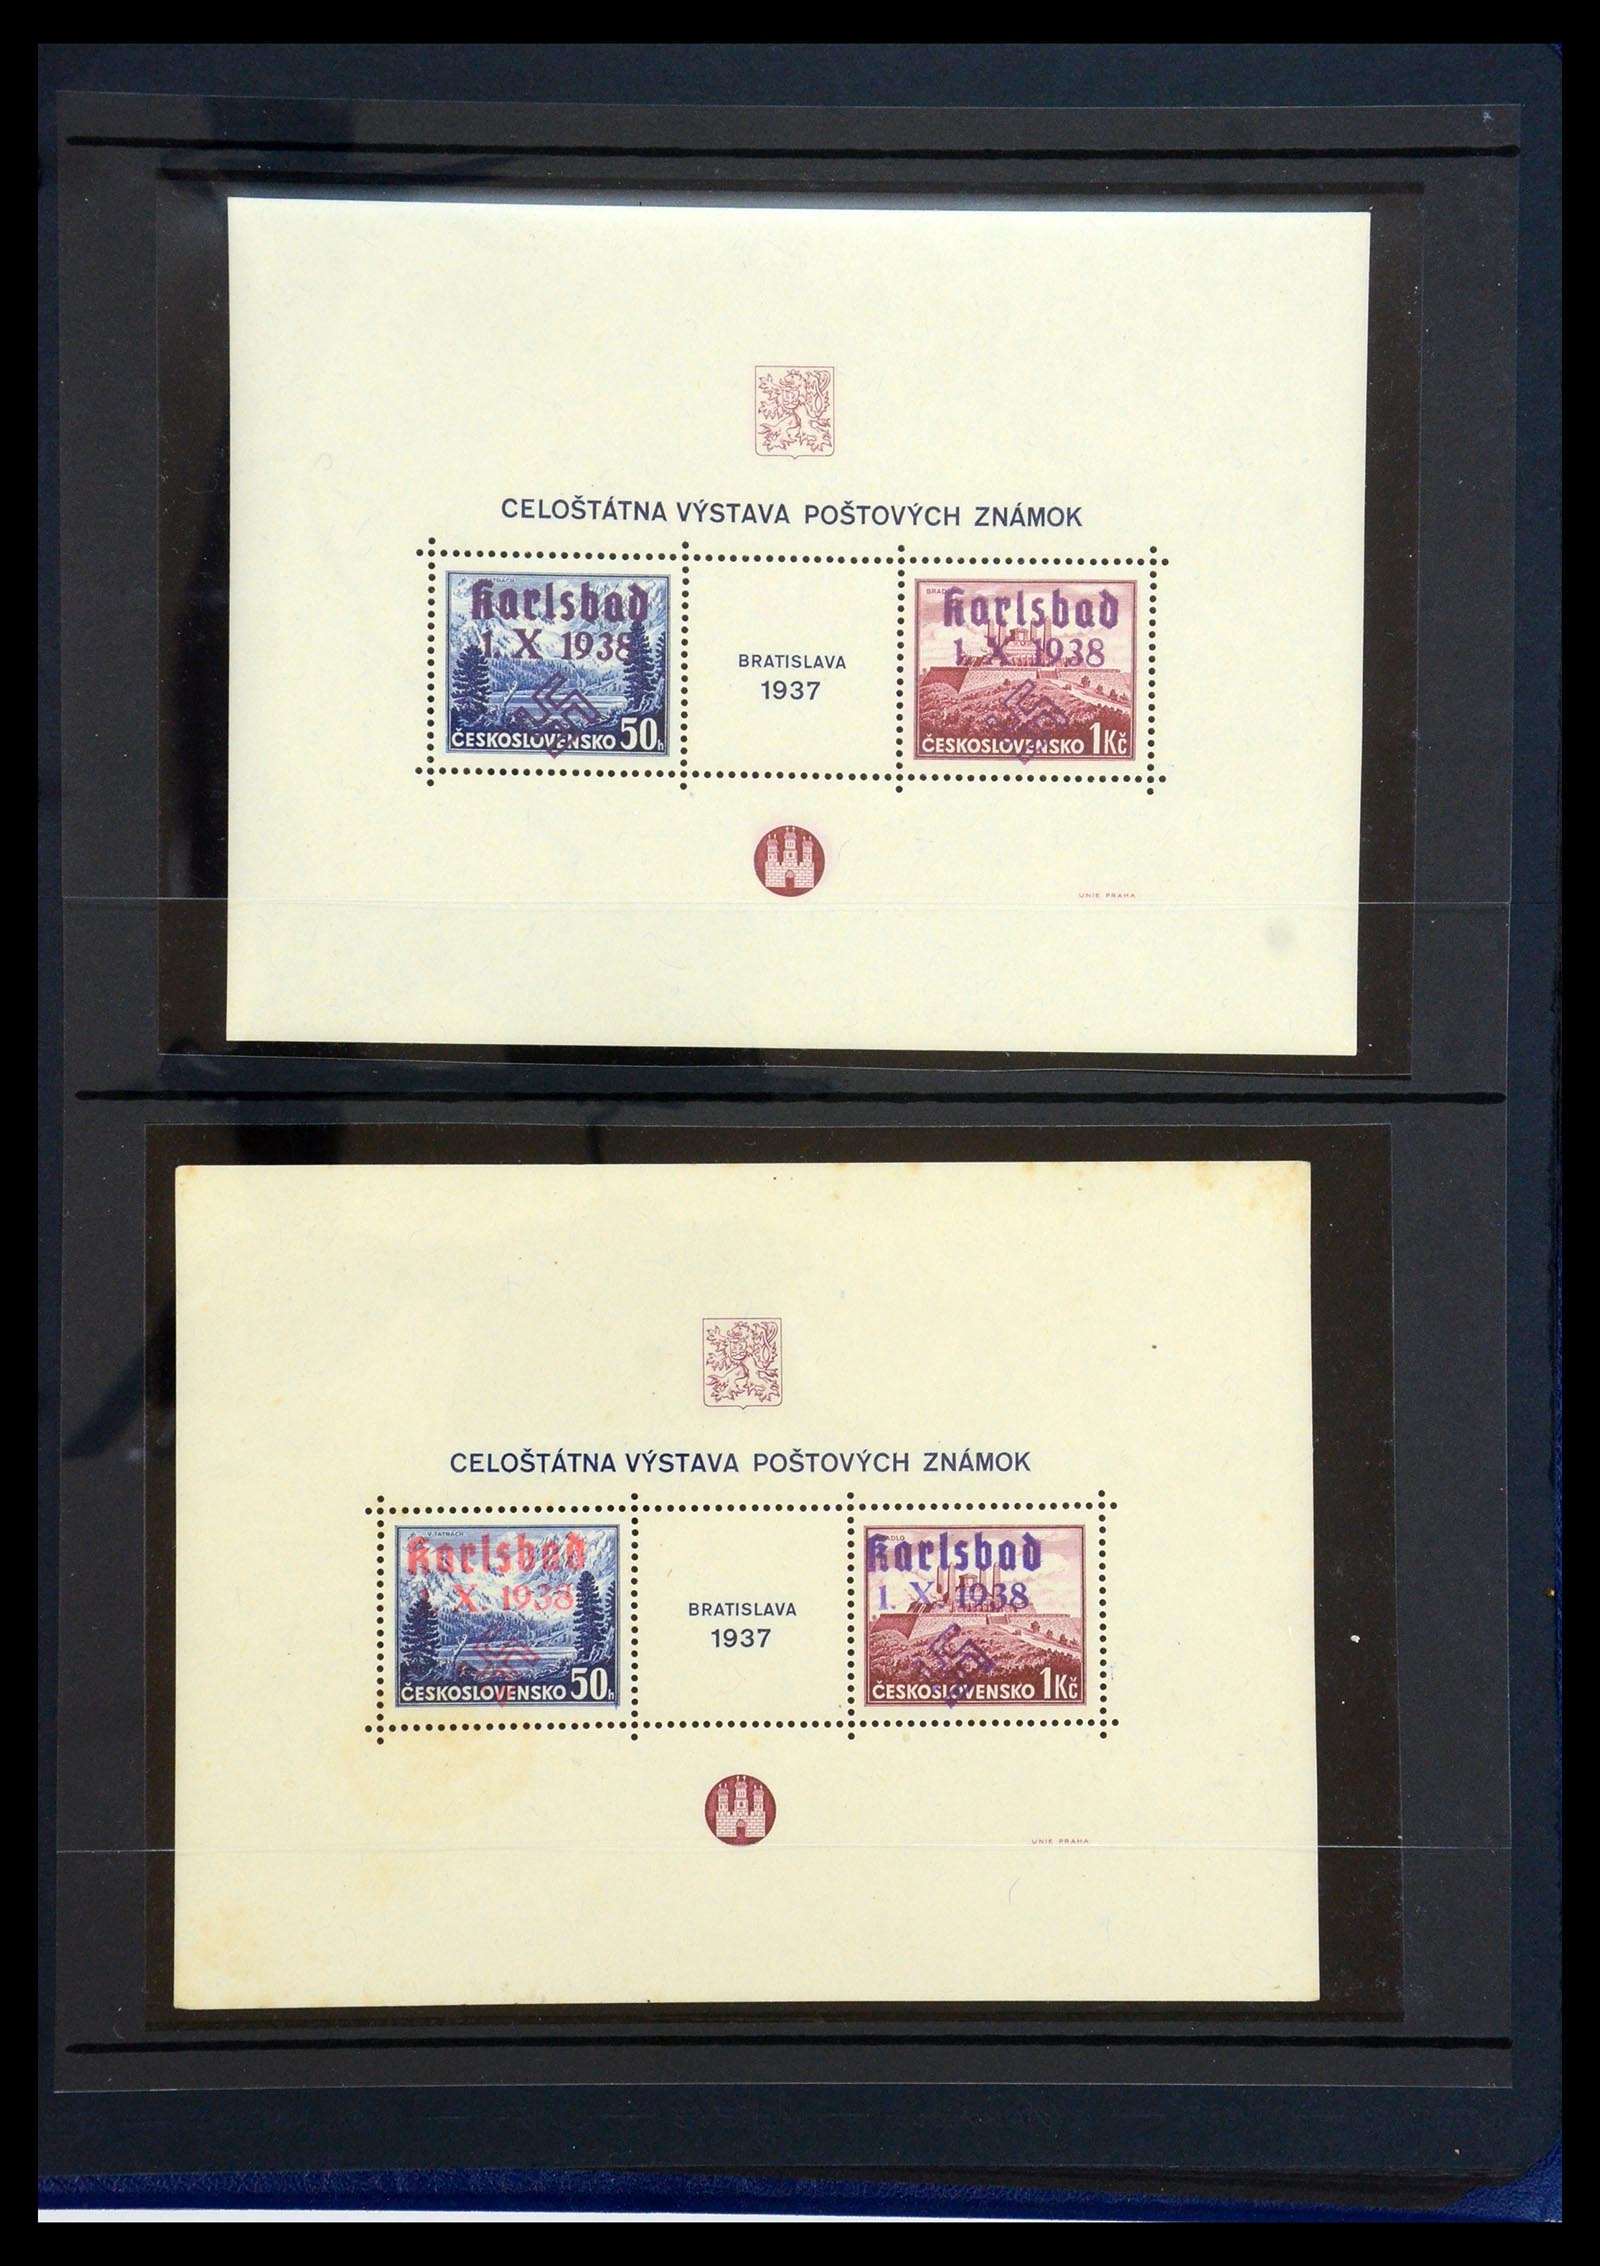 CELOŠTÁTNA VÝSTAVA POŠTOVÝCH ZNÁMOK
Karlsbad
1. X 1938
ČESKOSLOVENSKO 50h
BRATISLAVA
1937
Karlsbad
1. X 1938
ČESKOSLOVENSKO 1Kč
UNIE PRAHA
CELOŠTÁTNA VÝSTAVA POŠTOVÝCH ZNÁMOK
V TATRÁCH
Karlsbad
1. X. 1938
ČESKOSLOVENSKO 50h
BRATISLAVA
1937
Karlsbad
1. X. 1938
ČESKOSLOVENSKO 1Kč
UNIE PRAHA